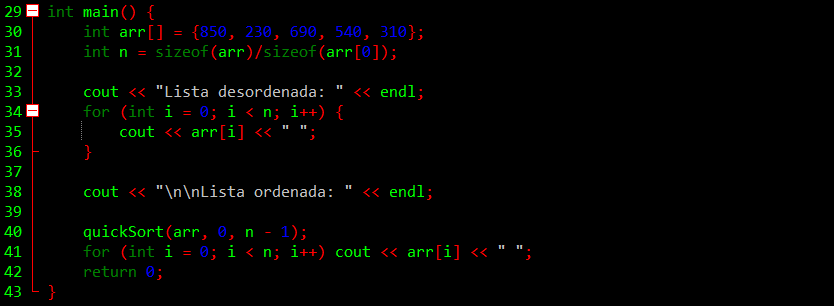 29 int main() {
30 int arr[] = {850, 230, 690, 540, 310};
31 int n = sizeof(arr)/sizeof(arr[0]);
32
33 cout << "Lista desordenada: " << endl;
34 for (int i = 0; i < n; i++) {
35 cout << arr[i] << " ";
36 }
37
38 cout << "\n\nLista ordenada: " << endl;
39
40 quickSort(arr, 0, n - 1);
41 for (int i = 0; i < n; i++) cout << arr[i] << " ";
42 return 0;
43 }